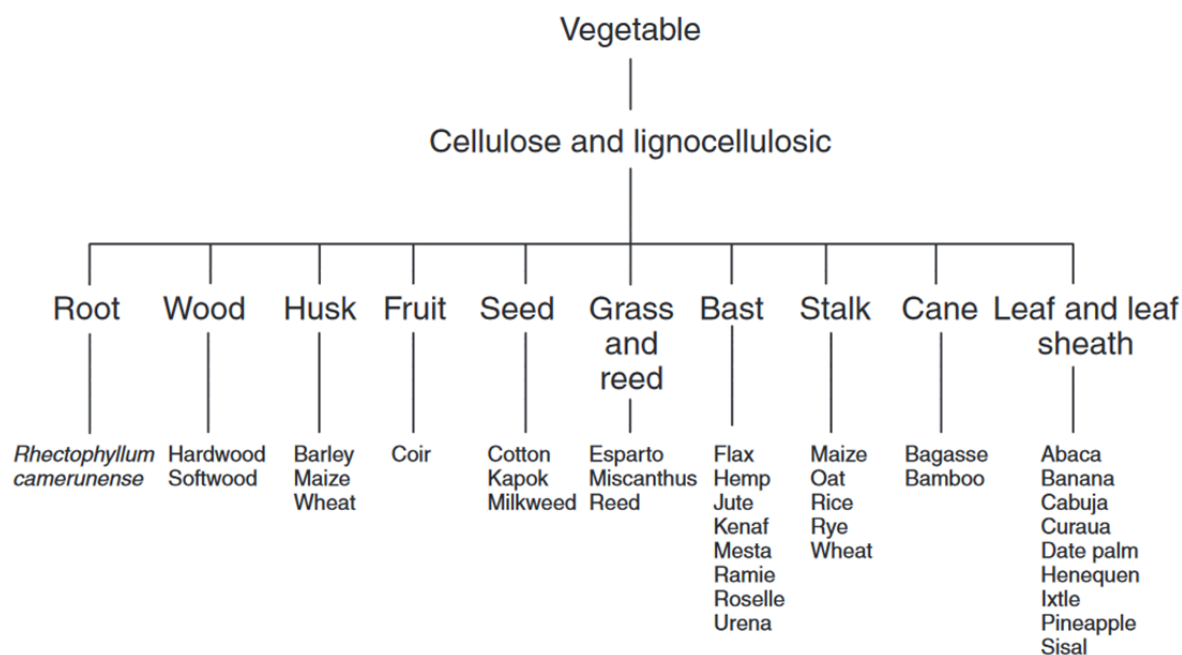 Vegetable
Cellulose and lignocellulosic
Root Wood Husk Fruit Seed Grass Bast Stalk Cane Leaf and leaf
and sheath
reed
Rhectophyllum Hardwood Barley Coir Cotton Esparto Flax Maize Bagasse Abaca
camerunense Softwood Maize Kapok Miscanthus Hemp Oat Bamboo Banana
Wheat Milkweed Reed Jute Rice Cabuja
Kenaf Rye Curaua
Mesta Wheat Date palm
Ramie Henequen
Roselle Ixtle
Urena Pineapple
Sisal